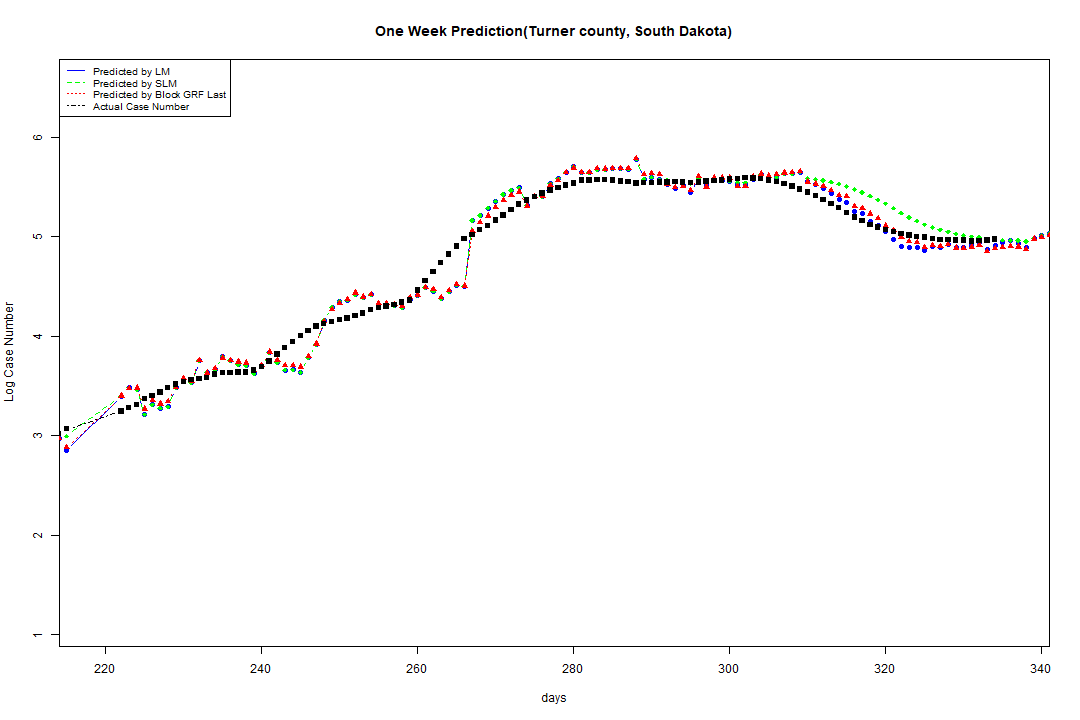 One Week Prediction(Turner county, South Dakota)
Predicted by LM
Predicted by SLM
Predicted by Block GRF Last
Actual Case Number
6
5
4
3
2
1
Log Case Number
220 240 260 280 300 320 340
days